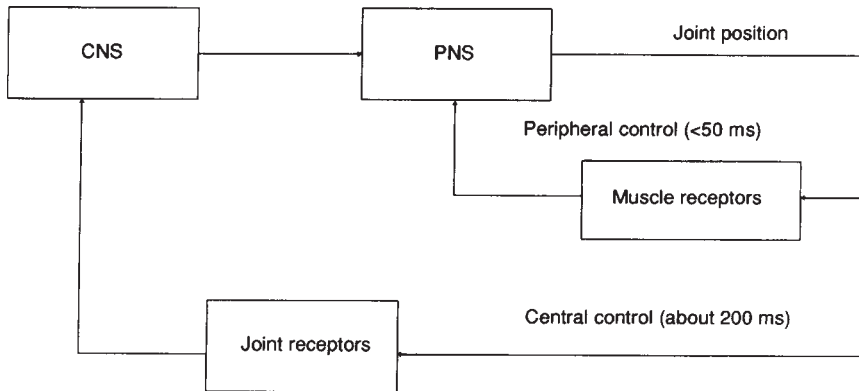 CNS
PNS
Joint position
Peripheral control (<50 ms)
Muscle receptors
Central control (about 200 ms)
Joint receptors